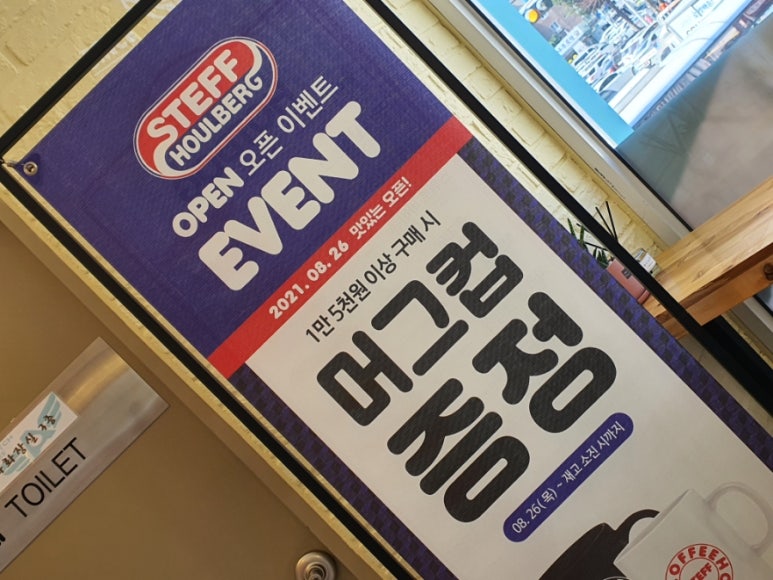 STEFF
HOULBERG
OPEN 오픈 이벤트
EVENT
2021. 08. 26 맛있는 오픈!
1만 5천원 이상 구매 시
머그컵
증정
08. 26(목) ~ 재고 소진 시까지
TOILET